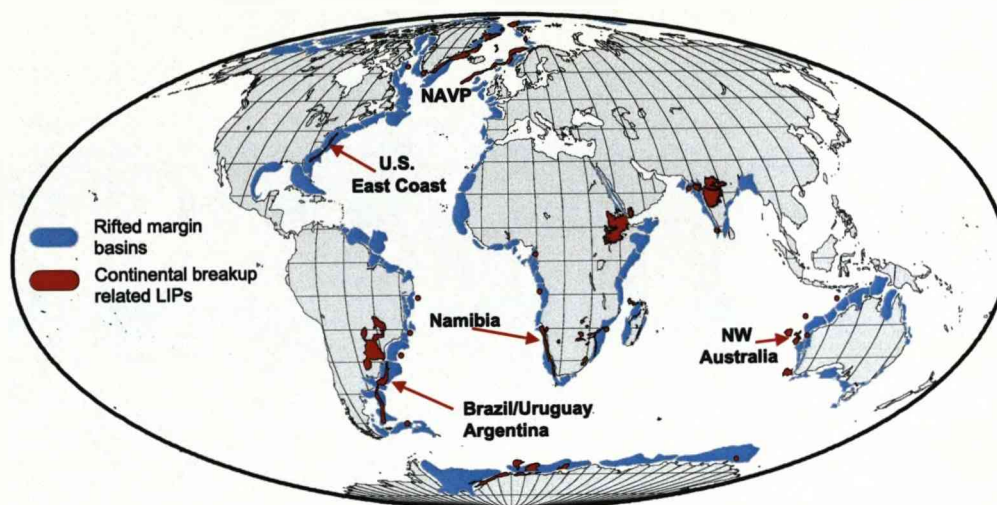 NAVP
U.S.
East Coast
Rifted margin
basins
Continental breakup
related LIPs
Namibia
NW
Australia
Brazil/Uruguay
Argentina